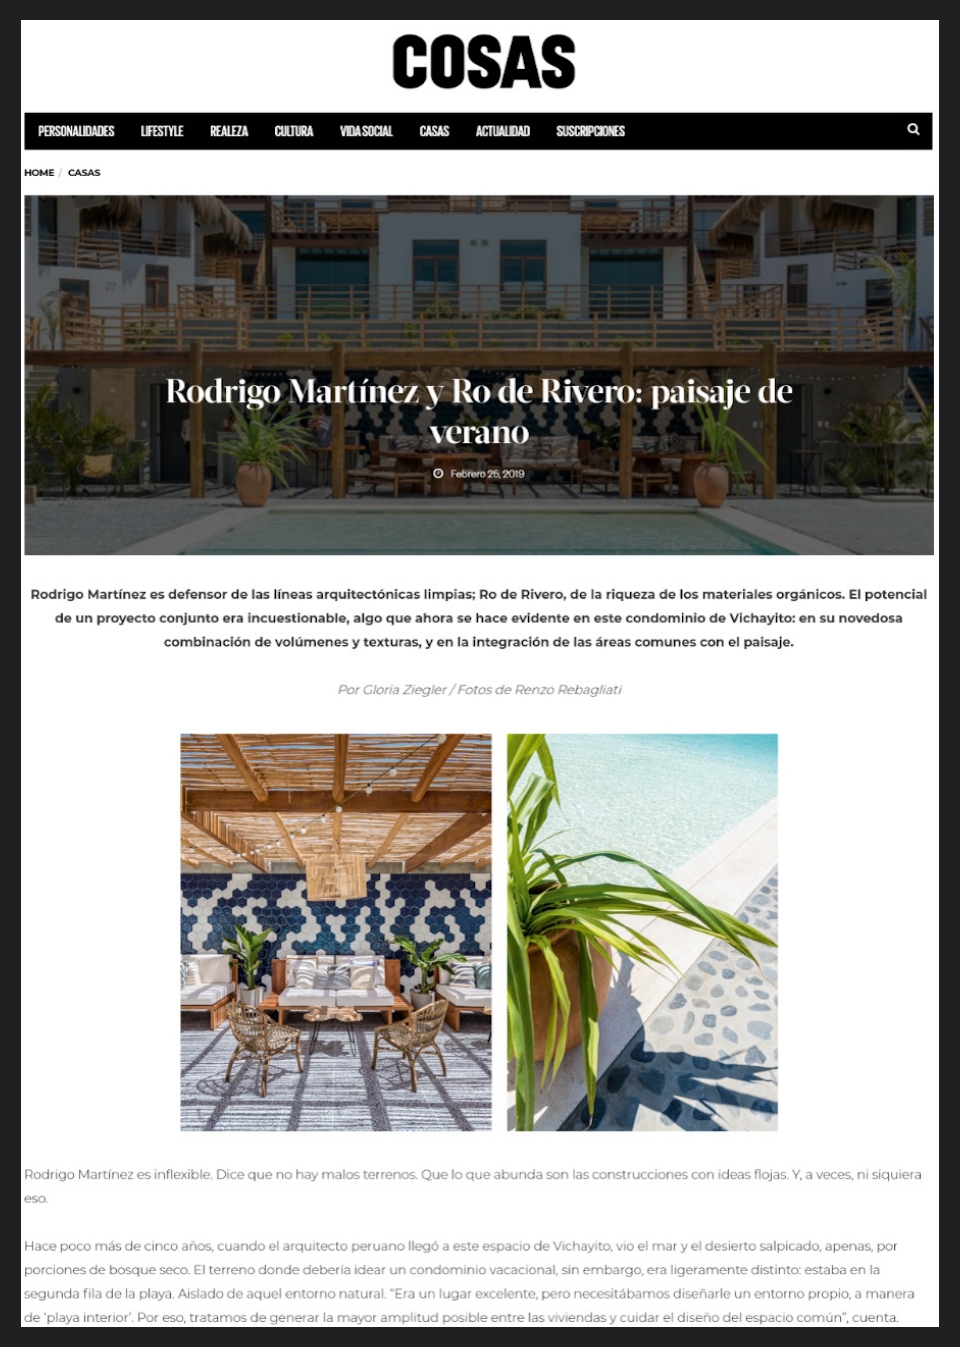 COSAS
PERSONALIDADES LIFESTYLE REALEZA CULTURA VIDA SOCIAL CASAS ACTUALIDAD SUSCRIPCIONES
HOME / CASAS
Rodrigo Martínez y Ro de Rivero: paisaje de
verano
Febrero 25, 2019
Rodrigo Martínez es defensor de las líneas arquitectónicas limpias; Ro de Rivero, de la riqueza de los materiales orgánicos. El potencial
de un proyecto conjunto era incuestionable, algo que ahora se hace evidente en este condominio de Vichayito: en su novedosa
combinación de volúmenes y texturas, y en la integración de las áreas comunes con el paisaje.
Por Gloria Ziegler / Fotos de Renzo Rebagliati
Rodrigo Martínez es inflexible. Dice que no hay malos terrenos. Que lo que abunda son las construcciones con ideas flojas. Y, a veces, ni siquiera
eso.
Hace poco más de cinco años, cuando el arquitecto peruano llegó a este espacio de Vichayito, vio el mar y el desierto salpicado, apenas, por
porciones de bosque seco. El terreno donde debería idear un condominio vacacional, sin embargo, era ligeramente distinto: estaba en la
segunda fila de la playa. Aislado de aquel entorno natural. “Era un lugar excelente, pero necesitábamos diseñarle un entorno propio, a manera
de ‘playa interior’. Por eso, tratamos de generar la mayor amplitud posible entre las viviendas y cuidar el diseño del espacio común”, cuenta.